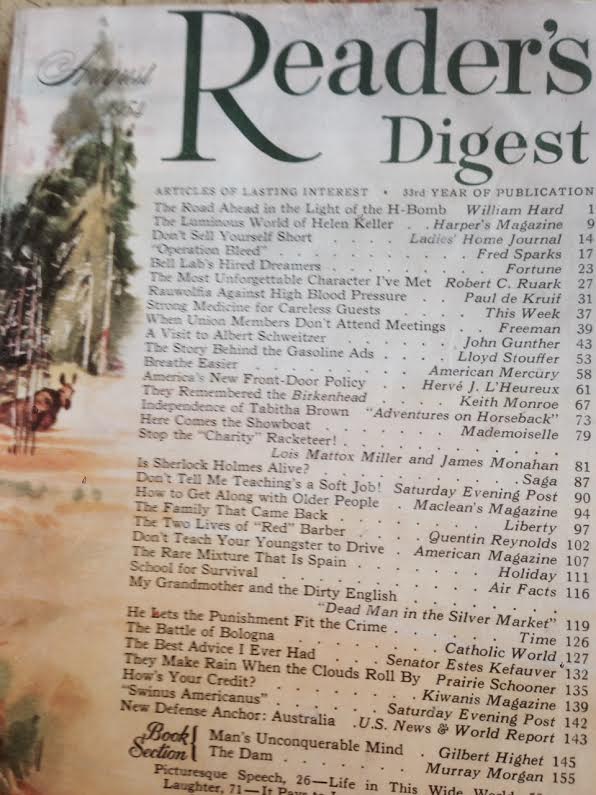 August
1954
Reader's
Digest
ARTICLES OF LASTING INTEREST • 33rd YEAR OF PUBLICATION
The Road Ahead in the Light of the H-Bomb William Hard 1
The Luminous World of Helen Keller . . Harper's Magazine 9
Don't Sell Yourself Short . . . . Ladies' Home Journal 14
"Operation Bleed" . . . . . . . . Fred Sparks 17
Bell Lab's Hired Dreamers . . . . . . . Fortune 23
The Most Unforgettable Character I've Met Robert C. Ruark 27
Rauwolfia Against High Blood Pressure . . Paul de Kruif 31
Strong Medicine for Careless Guests . . . . This Week 37
When Union Members Don't Attend Meetings . . Freeman 39
A Visit to Albert Schweitzer . . . . . John Gunther 43
The Story Behind the Gasoline Ads . . . Lloyd Stouffer 53
Breathe Easier . . . . . . . American Mercury 58
America's New Front-Door Policy . . Hervé J. L'Heureux 61
They Remembered the Birkenhead . . . Keith Monroe 67
Independence of Tabitha Brown "Adventures on Horseback" 73
Here Comes the Showboat . . . . . Mademoiselle 79
Stop the "Charity" Racketeer! . . . . . . . .
Lois Mattox Miller and James Monahan 81
Is Sherlock Holmes Alive? . . . . . . . Saga 87
Don't Tell Me Teaching's a Soft Job! Saturday Evening Post 90
How to Get Along with Older People . Maclean's Magazine 94
The Family That Came Back . . . . . . Liberty 97
The Two Lives of "Red" Barber . . . Quentin Reynolds 102
Don't Teach Your Youngster to Drive . American Magazine 107
The Rare Mixture That Is Spain . . . . . Holiday 111
School for Survival . . . . . . . . Air Facts 116
My Grandmother and the Dirty English . . . . .
"Dead Man in the Silver Market" 119
He Lets the Punishment Fit the Crime . . . . . Time 126
The Battle of Bologna . . . . . . Catholic World 127
The Best Advice I Ever Had . . . Senator Estes Kefauver 132
They Make Rain When the Clouds Roll By Prairie Schooner 135
How's Your Credit? . . . . . . Kiwanis Magazine 139
"Swinus Americanus" . . . . . Saturday Evening Post 142
New Defense Anchor: Australia . U.S. News & World Report 143
Book Section { Man's Unconquerable Mind . Gilbert Highet 145
The Dam . . . . . . Murray Morgan 155
Picturesque Speech, 26—Life in This Wide
Laughter, 71—It Pays to